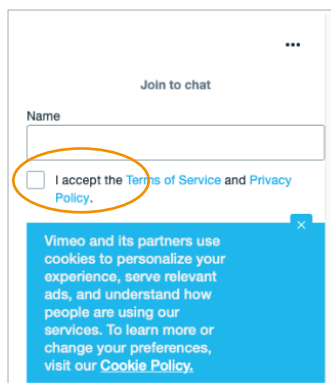 Join to chat
Name
I accept the Terms of Service and Privacy
Policy.
Vimeo and its partners use
cookies to personalize your
experience, serve relevant
ads, and understand how
people are using our
services. To learn more or
change your preferences,
visit our Cookie Policy.